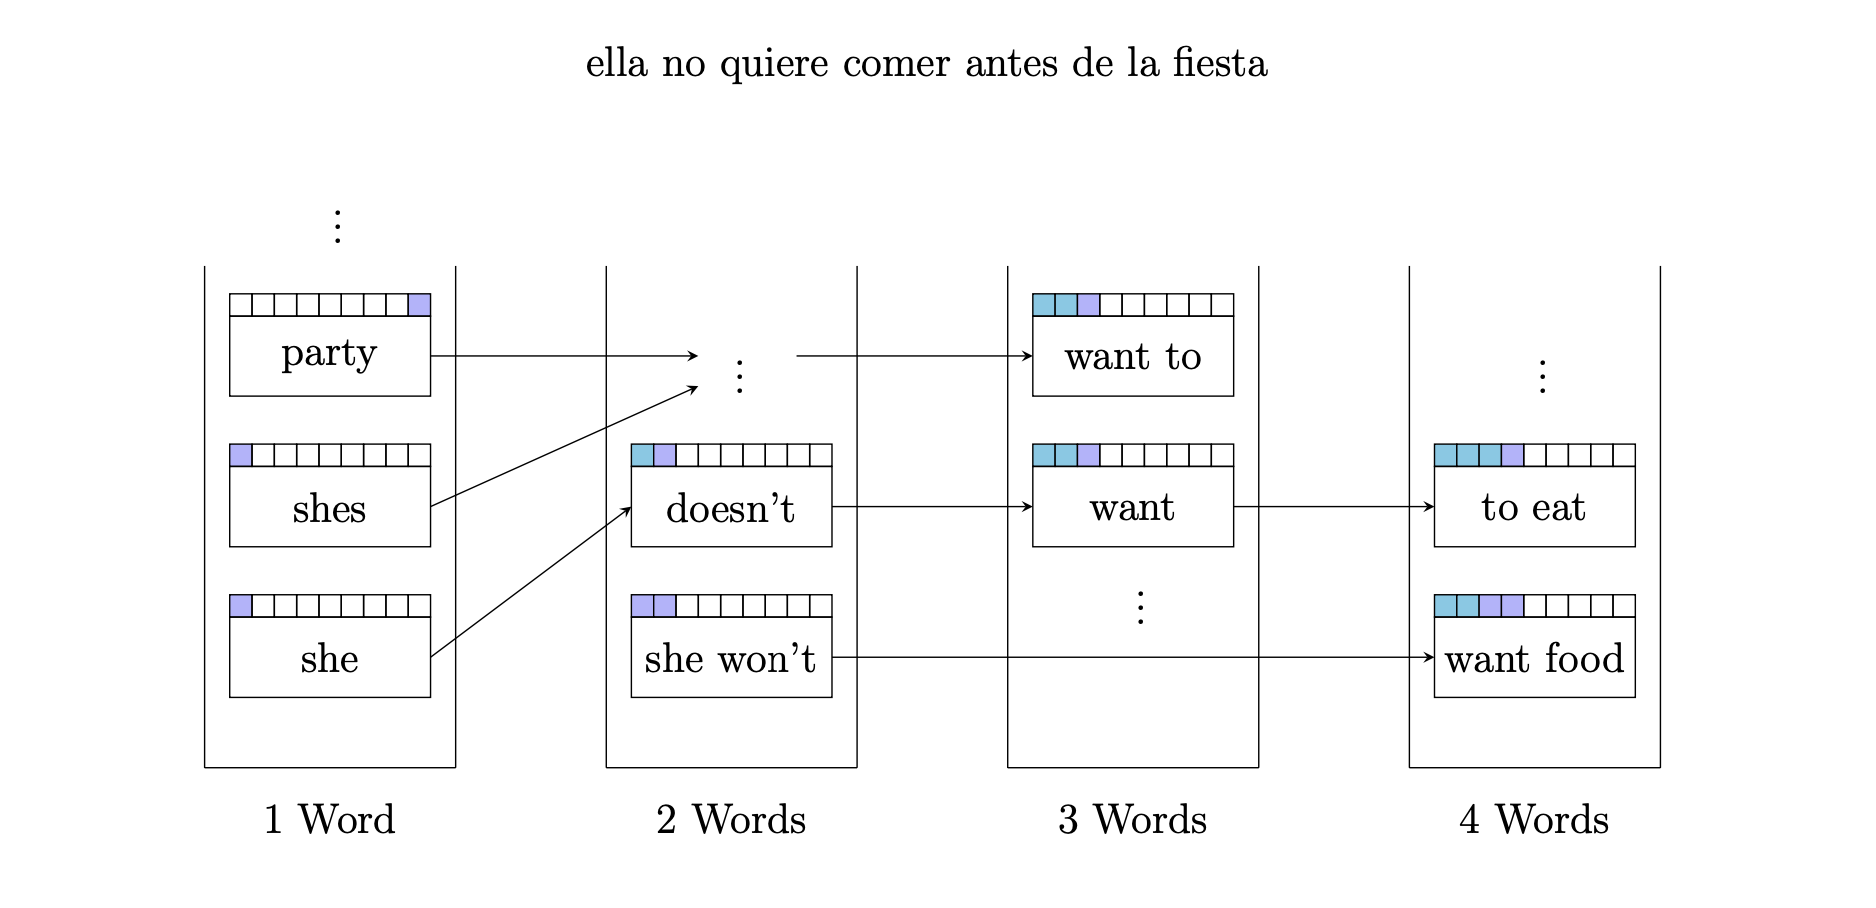 ella no quiere comer antes de la fiesta
party
want to
shes
doesn't
want
to eat
she
she won't
want food
1 Word
2 Words
3 Words
4 Words